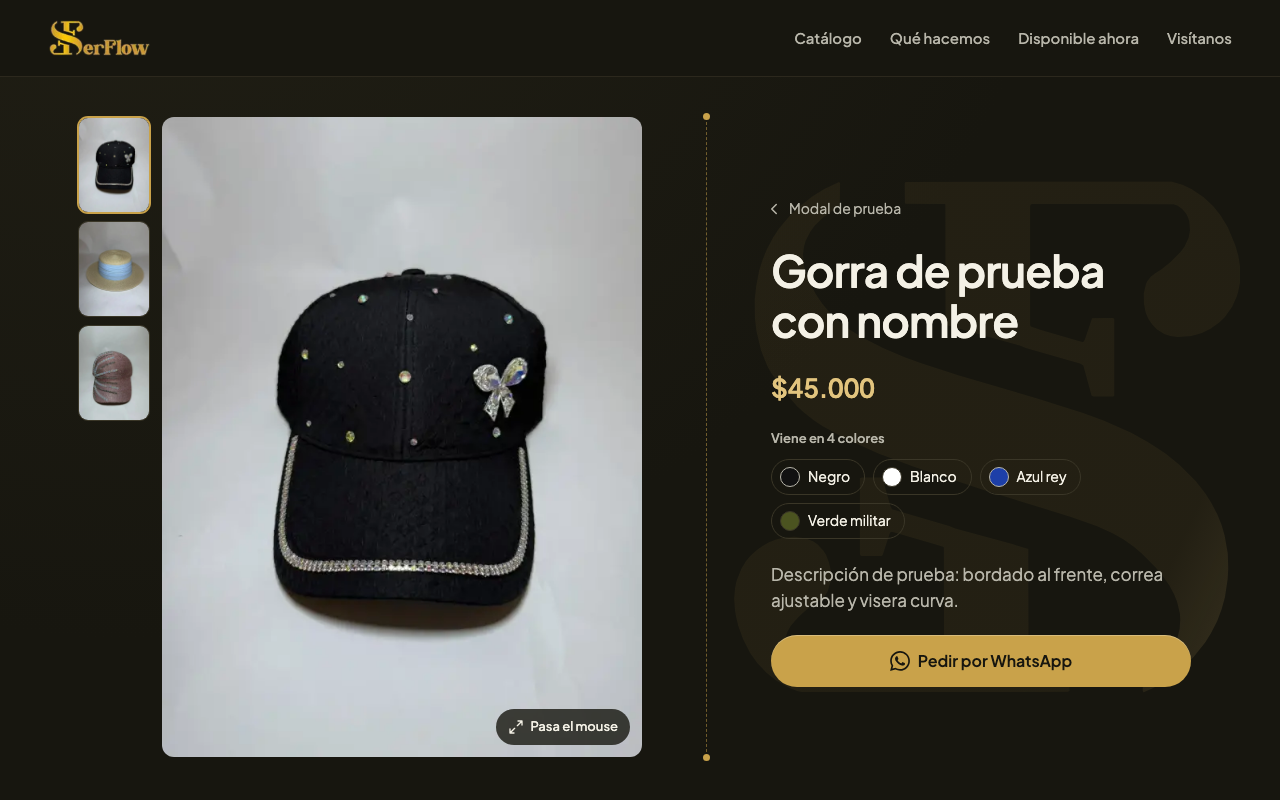 SerFlow
Catálogo
Qué hacemos
Disponible ahora
Visítanos
Modal de prueba
Gorra de prueba
con nombre
$45.000
Viene en 4 colores
Negro
Blanco
Azul rey
Verde militar
Descripción de prueba: bordado al frente, correa
ajustable y visera curva.
Pedir por WhatsApp
Pasa el mouse